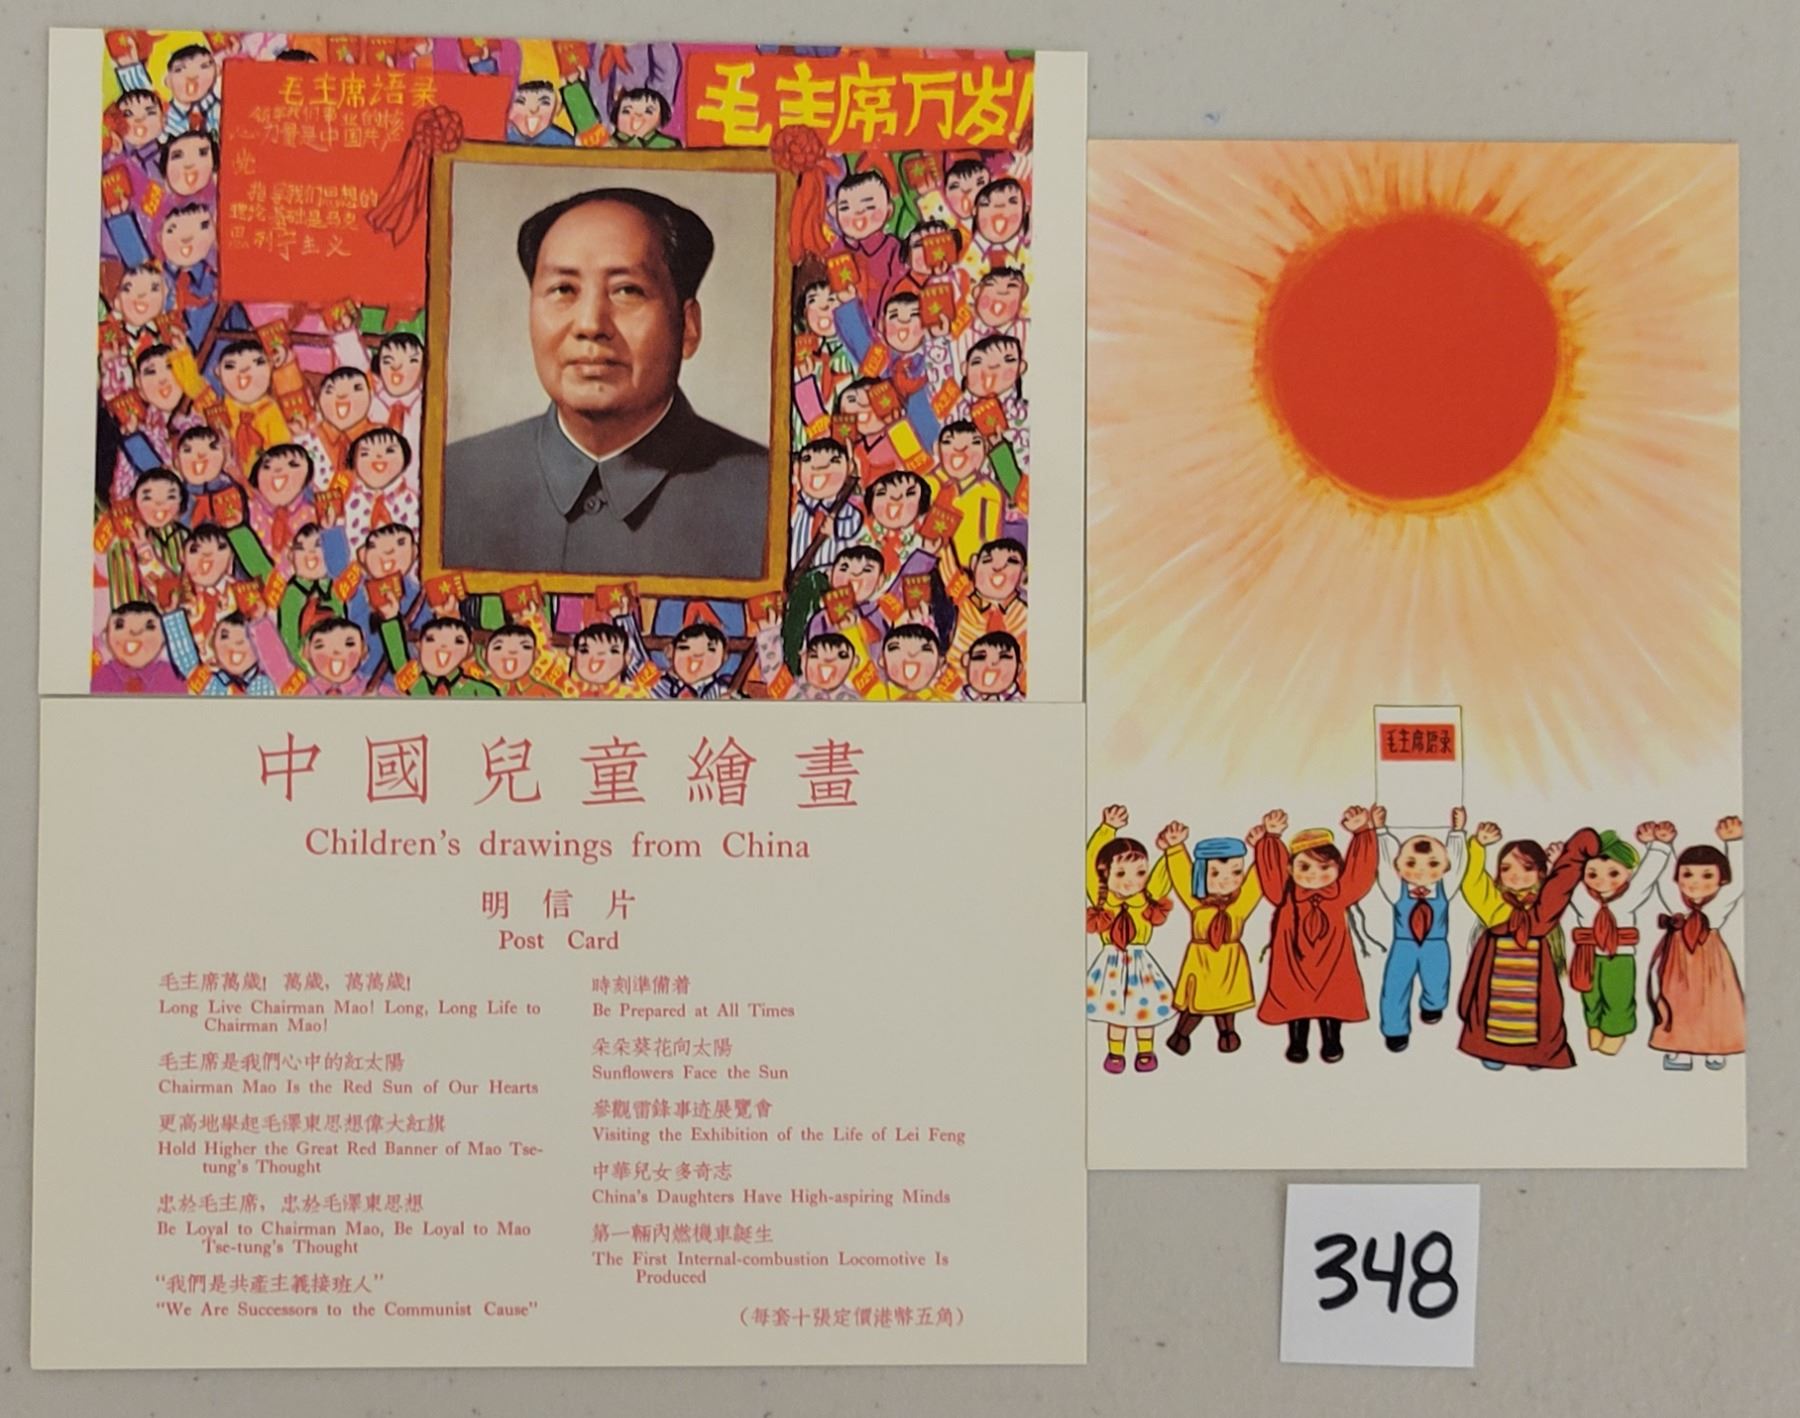 毛主席语录
领导我们事业的核
心力量是中国共产
党
指导我们思想的
理论基础是马克
思列宁主义
毛主席万岁!
毛主席语录
中國兒童繪畫
Children's drawings from China
明信片
Post Card
毛主席萬歲! 萬歲，萬萬歲!
Long Live Chairman Mao! Long, Long Life to
Chairman Mao!
毛主席是我們心中的紅太陽
Chairman Mao Is the Red Sun of Our Hearts
更高地舉起毛澤東思想偉大紅旗
Hold Higher the Great Red Banner of Mao Tse-
tung's Thought
忠於毛主席，忠於毛澤東思想
Be Loyal to Chairman Mao, Be Loyal to Mao
Tse-tung's Thought
“我們是共產主義接班人”
"We Are Successors to the Communist Cause"
時刻準備着
Be Prepared at All Times
朵朵葵花向太陽
Sunflowers Face the Sun
參觀雷鋒事迹展覽會
Visiting the Exhibition of the Life of Lei Feng
中華兒女多奇志
China's Daughters Have High-aspiring Minds
第一輛內燃機車誕生
The First Internal-combustion Locomotive Is
Produced
（每套十張定價港幣五角）
348